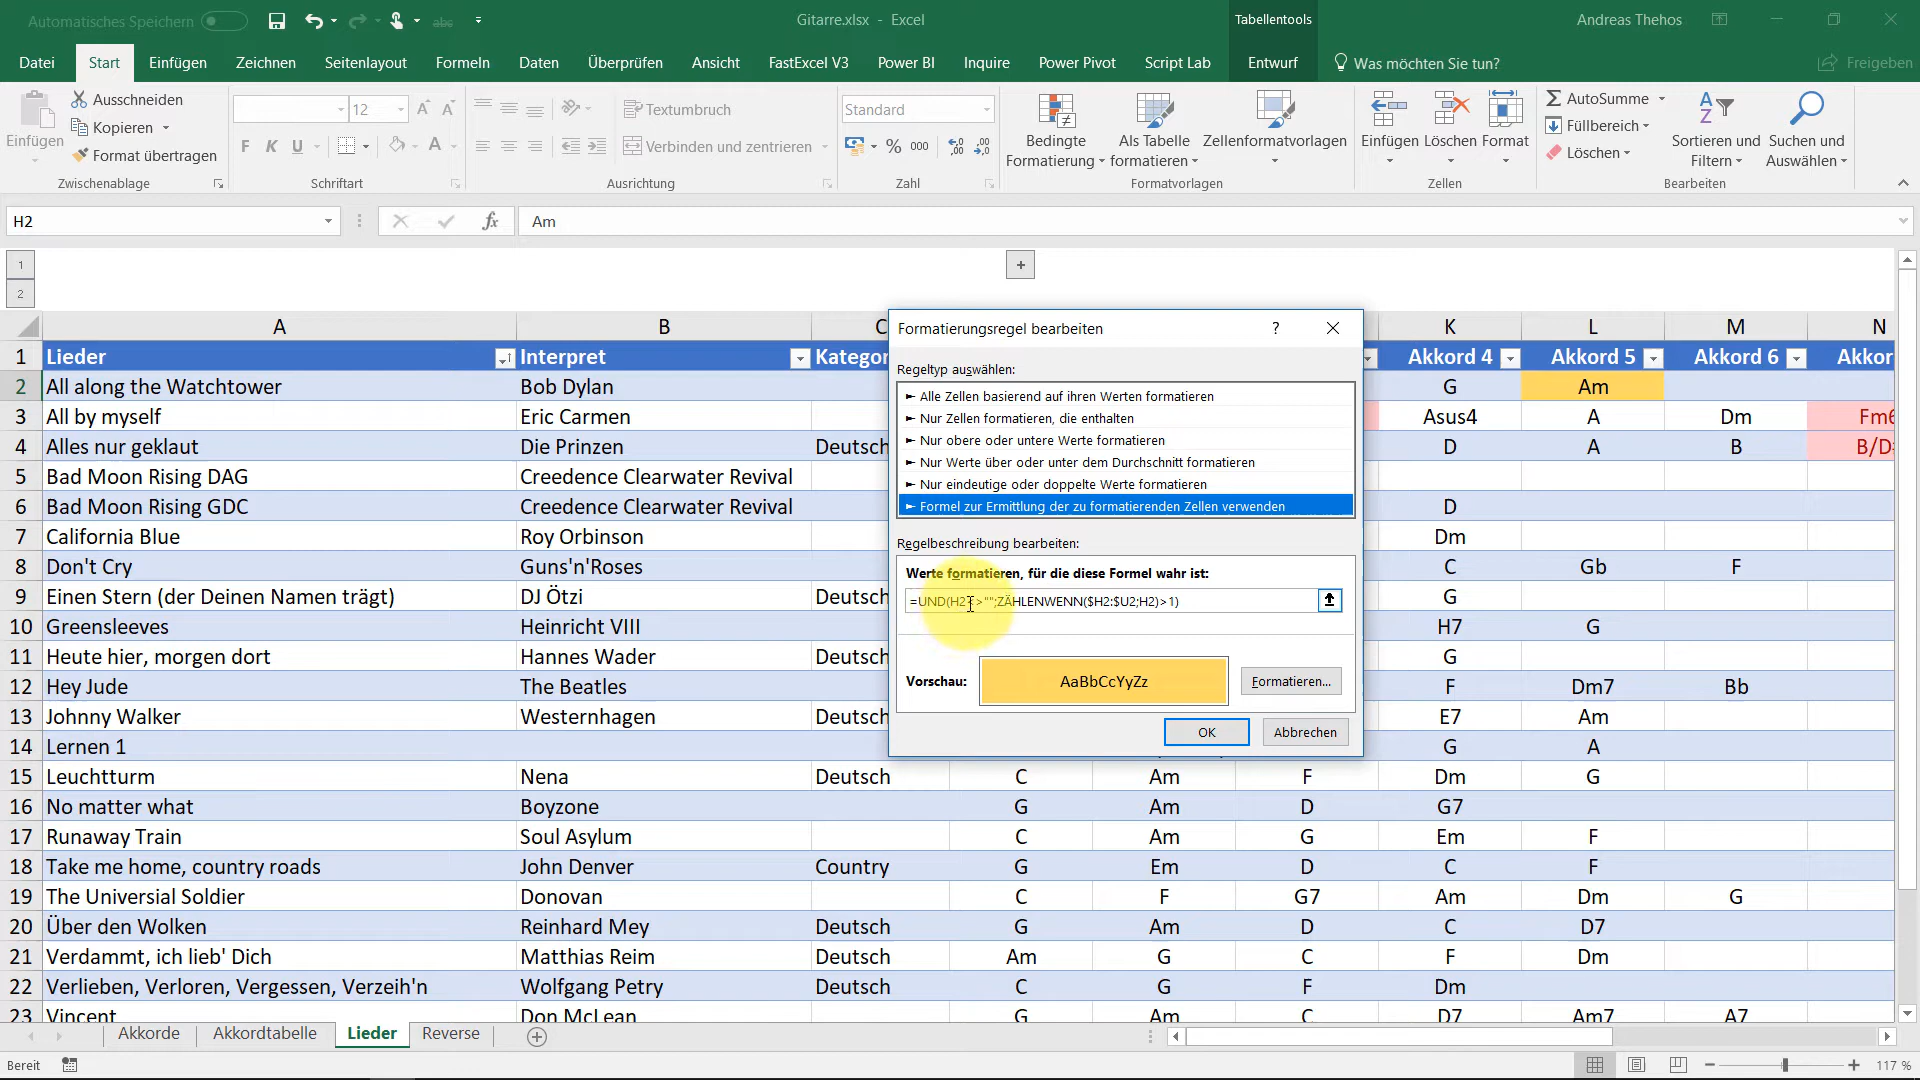 Automatisches Speichern
Gitarre.xlsx - Excel
Tabellentools
Andreas Thehos
Datei Start Einfügen Zeichnen Seitenlayout Formeln Daten Überprüfen Ansicht FastExcel V3 Power BI Inquire Power Pivot Script Lab Entwurf Was möchten Sie tun? Freigeben
Einfügen
Ausschneiden
Kopieren
Format übertragen
Zwischenablage
12
F K U
Schriftart
Textumbruch
Verbinden und zentrieren
Ausrichtung
Standard
% 000
Zahl
Bedingte Formatierung
Als Tabelle formatieren
Zellenformatvorlagen
Formatvorlagen
Einfügen Löschen Format
Zellen
AutoSumme
Füllbereich
Löschen
Sortieren und Filtern
Suchen und Auswählen
Bearbeiten
H2 fx Am
1
2
A B C K L M N
1 Lieder Interpret Kategor Akkord 4 Akkord 5 Akkord 6 Akkor
2 All along the Watchtower Bob Dylan G Am
3 All by myself Eric Carmen Asus4 A Dm Fm6
4 Alles nur geklaut Die Prinzen Deutsch D A B B/D#
5 Bad Moon Rising DAG Creedence Clearwater Revival
6 Bad Moon Rising GDC Creedence Clearwater Revival D
7 California Blue Roy Orbinson Dm
8 Don't Cry Guns'n'Roses C Gb F
9 Einen Stern (der Deinen Namen trägt) DJ Ötzi Deutsch
10 Greensleeves Heinricht VIII H7 G
11 Heute hier, morgen dort Hannes Wader Deutsch G
12 Hey Jude The Beatles F Dm7 Bb
13 Johnny Walker Westernhagen Deutsch E7 Am
14 Lernen 1 G A
15 Leuchtturm Nena Deutsch C Am F Dm G
16 No matter what Boyzone G Am D G7
17 Runaway Train Soul Asylum C Am G Em F
18 Take me home, country roads John Denver Country G Em D C F
19 The Universial Soldier Donovan C F G7 Am Dm G
20 Über den Wolken Reinhard Mey Deutsch G Am D C D7
21 Verdammt, ich lieb' Dich Matthias Reim Deutsch Am G C F Dm
22 Verlieben, Verloren, Vergessen, Verzeih'n Wolfgang Petry Deutsch C G F Dm
23 Vincent Don McLean G Am C D7 Am7 A7
Formatierungsregel bearbeiten ?
Regeltyp auswählen:
► Alle Zellen basierend auf ihren Werten formatieren
► Nur Zellen formatieren, die enthalten
► Nur obere oder untere Werte formatieren
► Nur Werte über oder unter dem Durchschnitt formatieren
► Nur eindeutige oder doppelte Werte formatieren
► Formel zur Ermittlung der zu formatierenden Zellen verwenden
Regelbeschreibung bearbeiten:
Werte formatieren, für die diese Formel wahr ist:
=UND(H2<>"";ZÄHLENWENN($H2:$U2;H2)>1)
Vorschau: AaBbCcYyZz Formatieren...
OK Abbrechen
Akkorde Akkordtabelle Lieder Reverse
Bereit
117 %